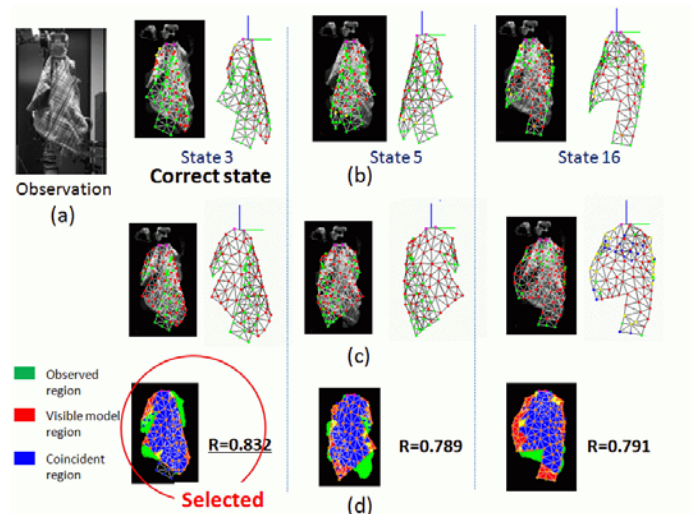 State 3
State 5
State 16
Observation
Correct state
(a)
(b)
(c)
Observed
region
Visible model
region
Coincident
region
R=0.832
R=0.789
R=0.791
Selected
(d)